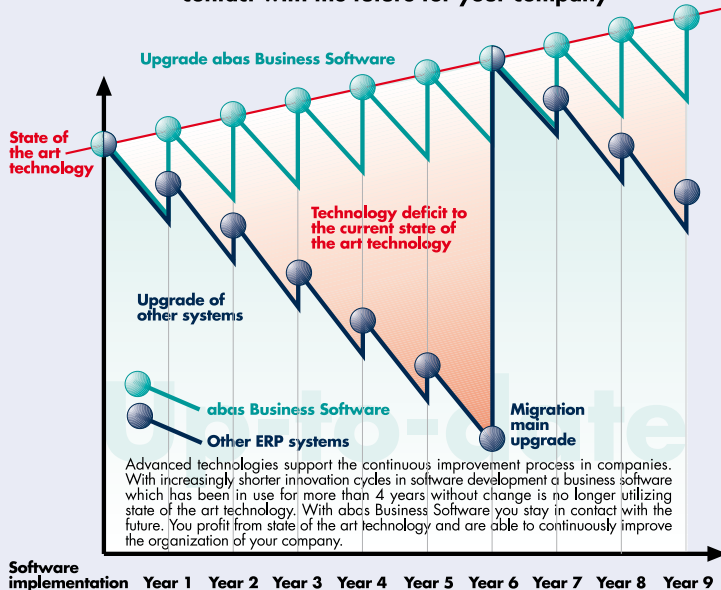 Upgrade abas Business Software
State of
the art
technology
Technology deficit to
the current state of
the art technology
Upgrade of
other systems
Up-to-date
abas Business Software
Other ERP systems
Migration
main
upgrade
Advanced technologies support the continuous improvement process in companies.
With increasingly shorter innovation cycles in software development a business software
which has been in use for more than 4 years without change is no longer utilizing
state of the art technology. With abas Business Software you stay in contact with the
future. You profit from state of the art technology and are able to continuously improve
the organization of your company.
Software
implementation Year 1 Year 2 Year 3 Year 4 Year 5 Year 6 Year 7 Year 8 Year 9